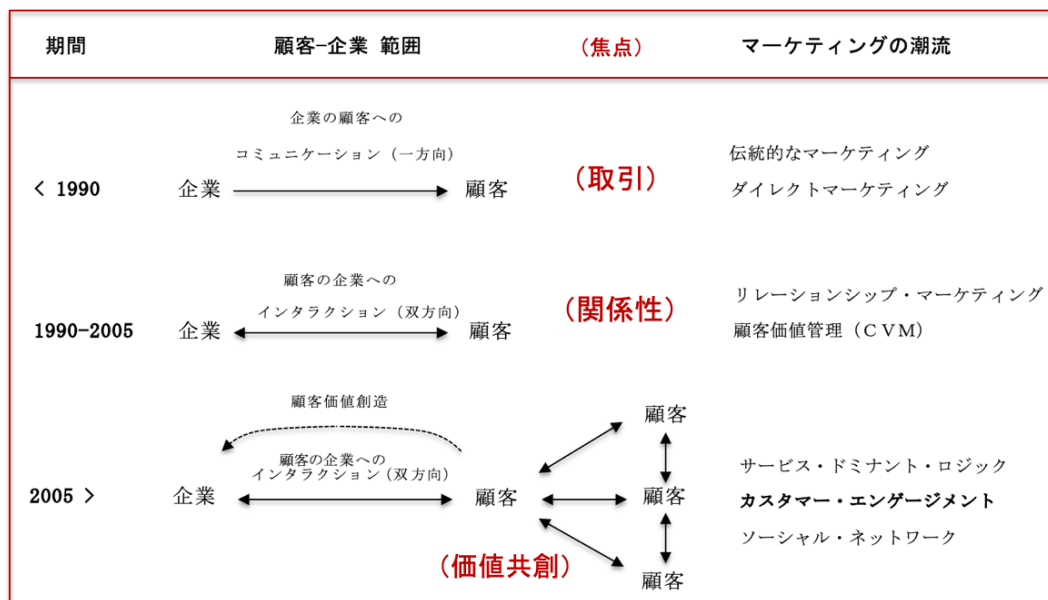 期間 顧客-企業 範囲 (焦点) マーケティングの潮流
企業の顧客への
コミュニケーション（一方向）
< 1990 企業 顧客 (取引) 伝統的なマーケティング
ダイレクトマーケティング
顧客の企業への
インタラクション（双方向）
1990-2005 企業 顧客 (関係性) リレーションシップ・マーケティング
顧客価値管理（ＣＶＭ）
顧客価値創造
顧客の企業への
インタラクション（双方向）
2005 > 企業 顧客
顧客
顧客
顧客
(価値共創)
サービス・ドミナント・ロジック
カスタマー・エンゲージメント
ソーシャル・ネットワーク